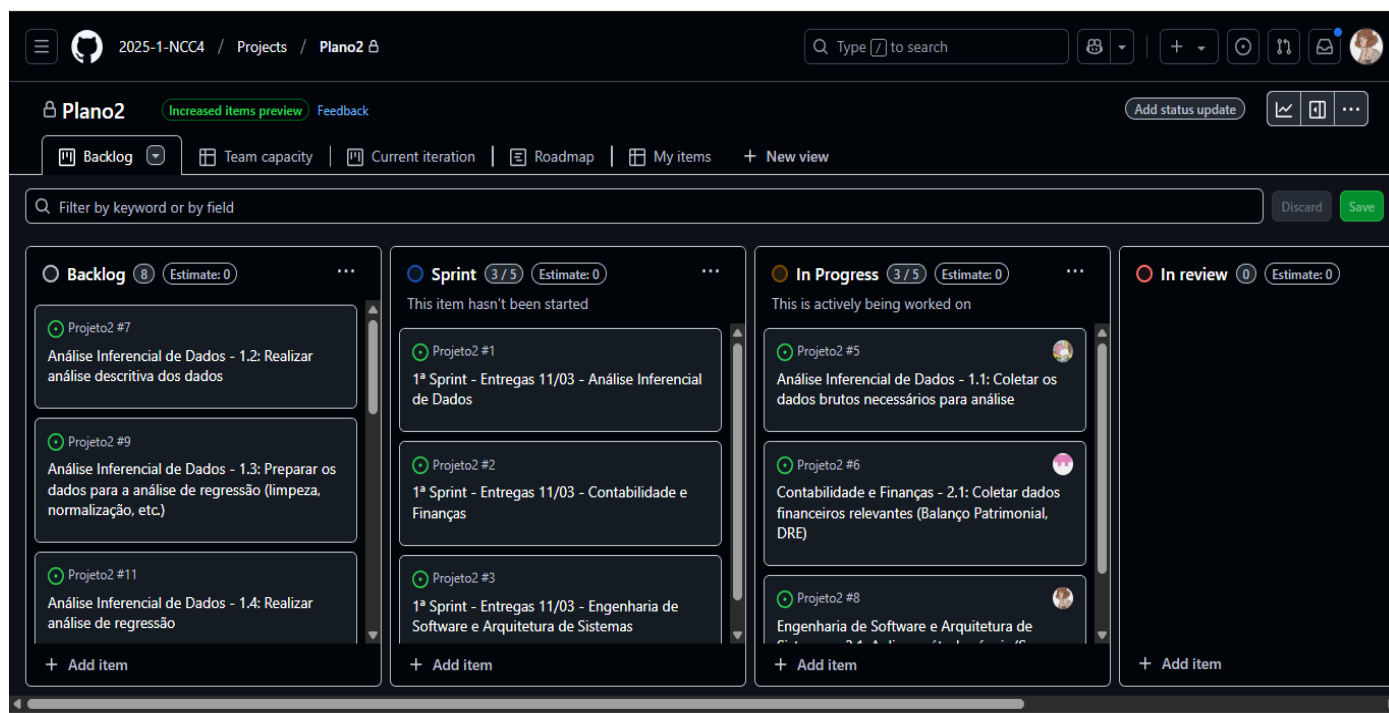 2025-1-NCC4 / Projects / Plano2
Type / to search
Plano2 Increased items preview Feedback
Add status update
Backlog Team capacity Current iteration Roadmap My items + New view
Filter by keyword or by field
Discard Save
Backlog 8 Estimate: 0
Projeto2 #7
Análise Inferencial de Dados - 1.2: Realizar
análise descritiva dos dados
Projeto2 #9
Análise Inferencial de Dados - 1.3: Preparar os
dados para a análise de regressão (limpeza,
normalização, etc.)
Projeto2 #11
Análise Inferencial de Dados - 1.4: Realizar
análise de regressão
+ Add item
Sprint 3 / 5 Estimate: 0
This item hasn't been started
Projeto2 #1
1ª Sprint - Entregas 11/03 - Análise Inferencial
de Dados
Projeto2 #2
1ª Sprint - Entregas 11/03 - Contabilidade e
Finanças
Projeto2 #3
1ª Sprint - Entregas 11/03 - Engenharia de
Software e Arquitetura de Sistemas
+ Add item
In Progress 3 / 5 Estimate: 0
This is actively being worked on
Projeto2 #5
Análise Inferencial de Dados - 1.1: Coletar os
dados brutos necessários para análise
Projeto2 #6
Contabilidade e Finanças - 2.1: Coletar dados
financeiros relevantes (Balanço Patrimonial,
DRE)
Projeto2 #8
Engenharia de Software e Arquitetura de
+ Add item
In review 0 Estimate: 0
+ Add item